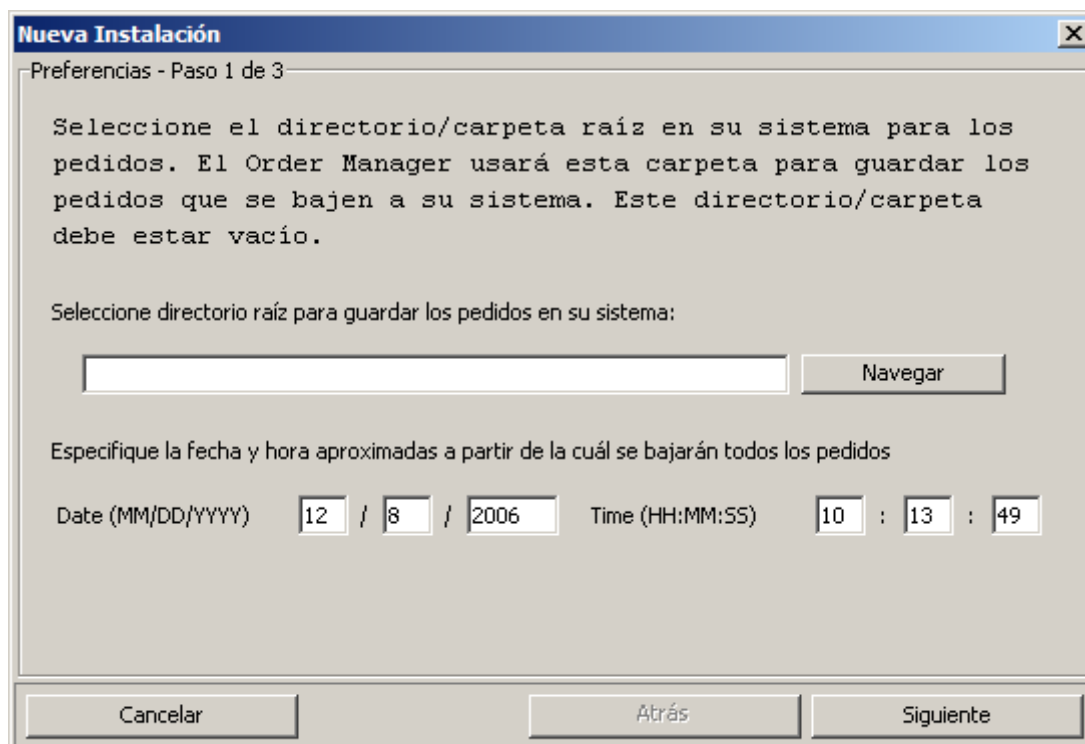 Nueva Instalación
Preferencias - Paso 1 de 3
Seleccione el directorio/carpeta raíz en su sistema para los
pedidos. El Order Manager usará esta carpeta para guardar los
pedidos que se bajen a su sistema. Este directorio/carpeta
debe estar vacío.
Seleccione directorio raíz para guardar los pedidos en su sistema:
Navegar
Especifique la fecha y hora aproximadas a partir de la cuál se bajarán todos los pedidos
Date (MM/DD/YYYY) 12 / 8 / 2006 Time (HH:MM:SS) 10 : 13 : 49
Cancelar Atrás Siguiente